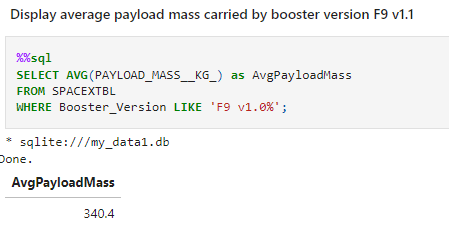 Display average payload mass carried by booster version F9 v1.1
%%sql
SELECT AVG(PAYLOAD_MASS__KG_) as AvgPayloadMass
FROM SPACEXTBL
WHERE Booster_Version LIKE 'F9 v1.0%';
* sqlite:///my_data1.db
Done.
AvgPayloadMass
340.4